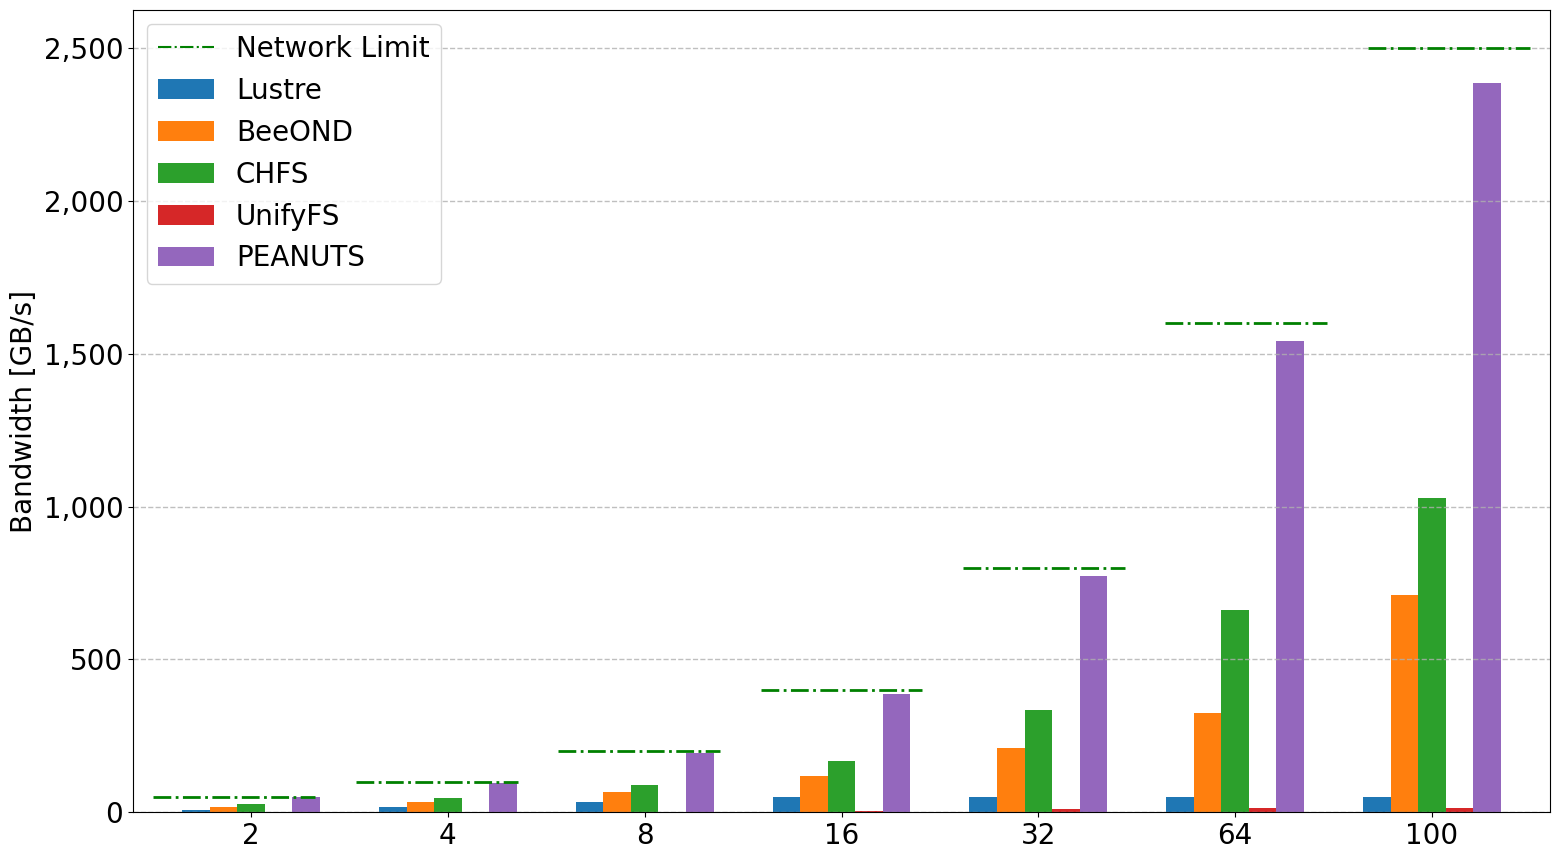 Network Limit
Lustre
BeeOND
CHFS
UnifyFS
PEANUTS
Bandwidth [GB/s]
2,500
2,000
1,500
1,000
500
0
2 4 8 16 32 64 100